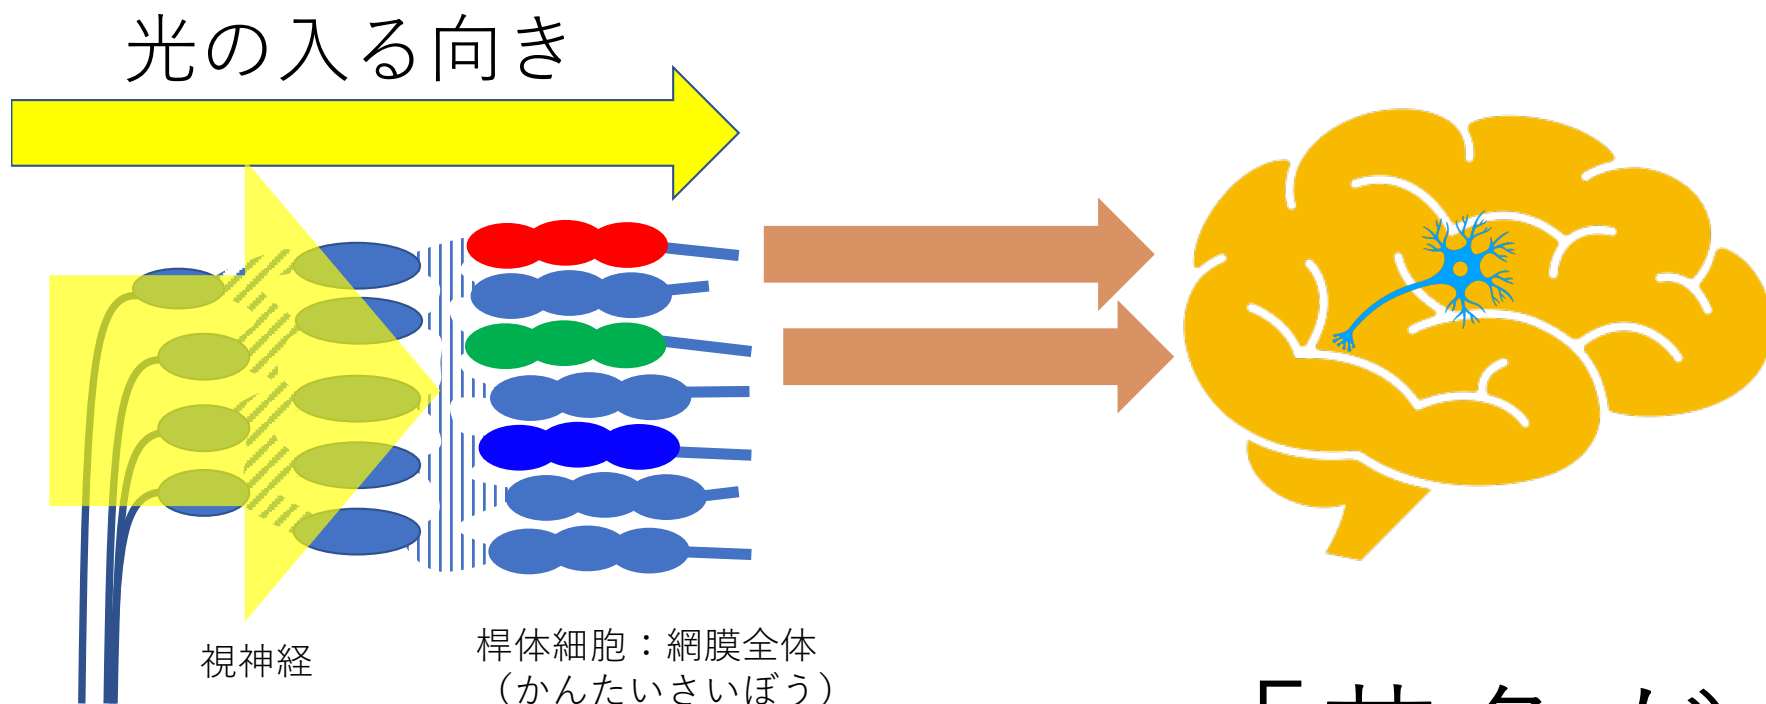 光の入る向き
視神経
桿体細胞：網膜全体
（かんたいさいぼう）